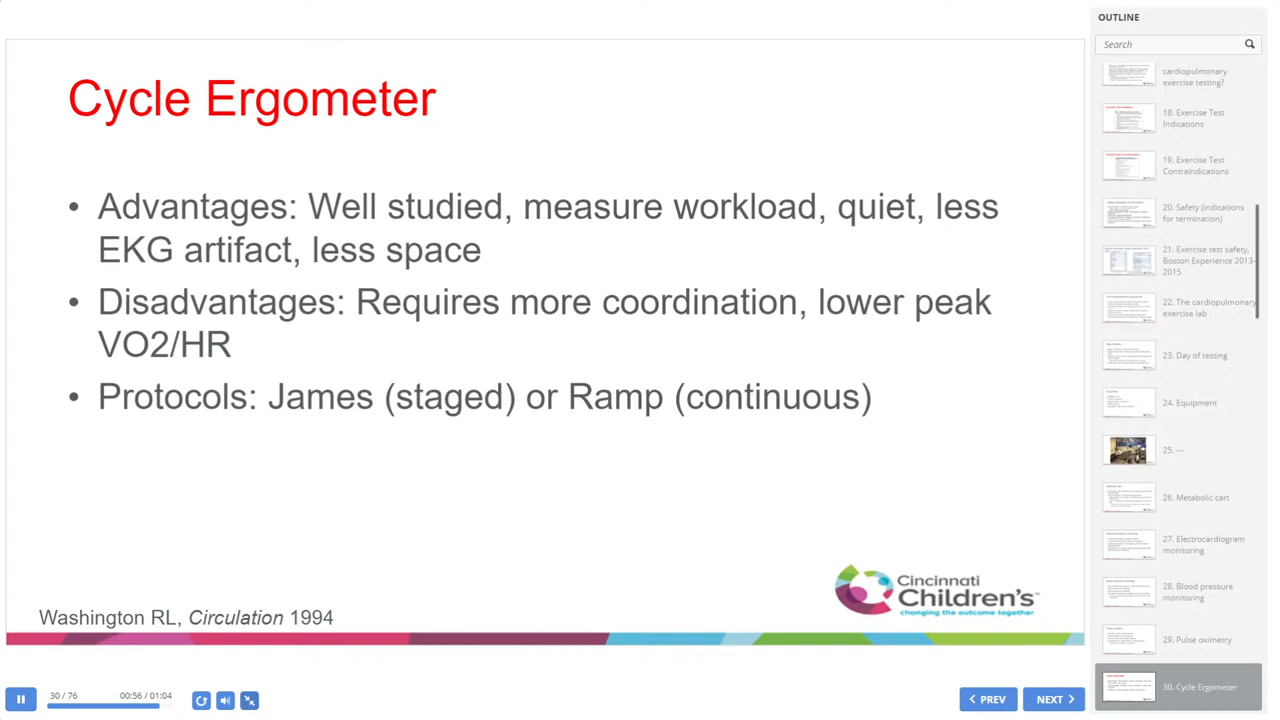 Cycle Ergometer
• Advantages: Well studied, measure workload, quiet, less
EKG artifact, less space
• Disadvantages: Requires more coordination, lower peak
VO2/HR
• Protocols: James (staged) or Ramp (continuous)
Cincinnati
Children's™
changing the outcome together
Washington RL, Circulation 1994
30 / 76
00:56 / 01:04
PREV
NEXT
OUTLINE
Search
cardiopulmonary
exercise testing?
18. Exercise Test
Indications
19. Exercise Test
Contraindications
20. Safety (indications
for termination)
21. Exercise test safety,
Boston Experience 2013-
2015
22. The cardiopulmonary
exercise lab
23. Day of testing
24. Equipment
25. ---
26. Metabolic cart
27. Electrocardiogram
monitoring
28. Blood pressure
monitoring
29. Pulse oximetry
30. Cycle Ergometer